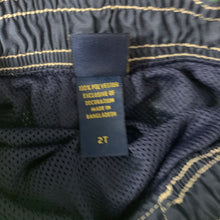 100% POLYESTER
EXCLUSIVE OF
DECORATION
MADE IN
BANGLADESH
2T